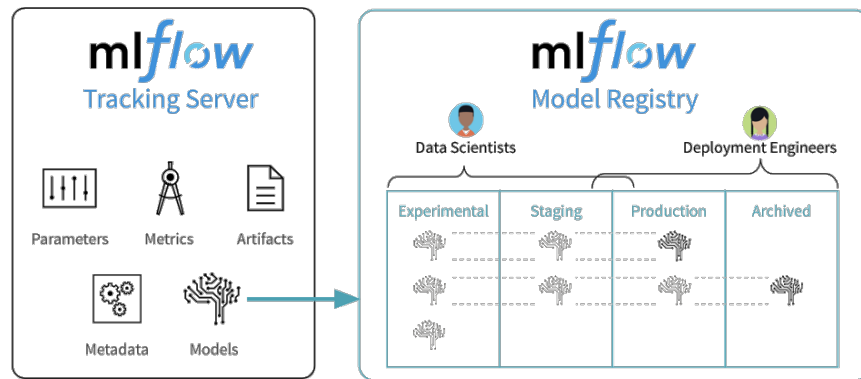 mlflow
Tracking Server
Parameters
Metrics
Artifacts
Metadata
Models
mlflow
Model Registry
Data Scientists
Deployment Engineers
Experimental
Staging
Production
Archived